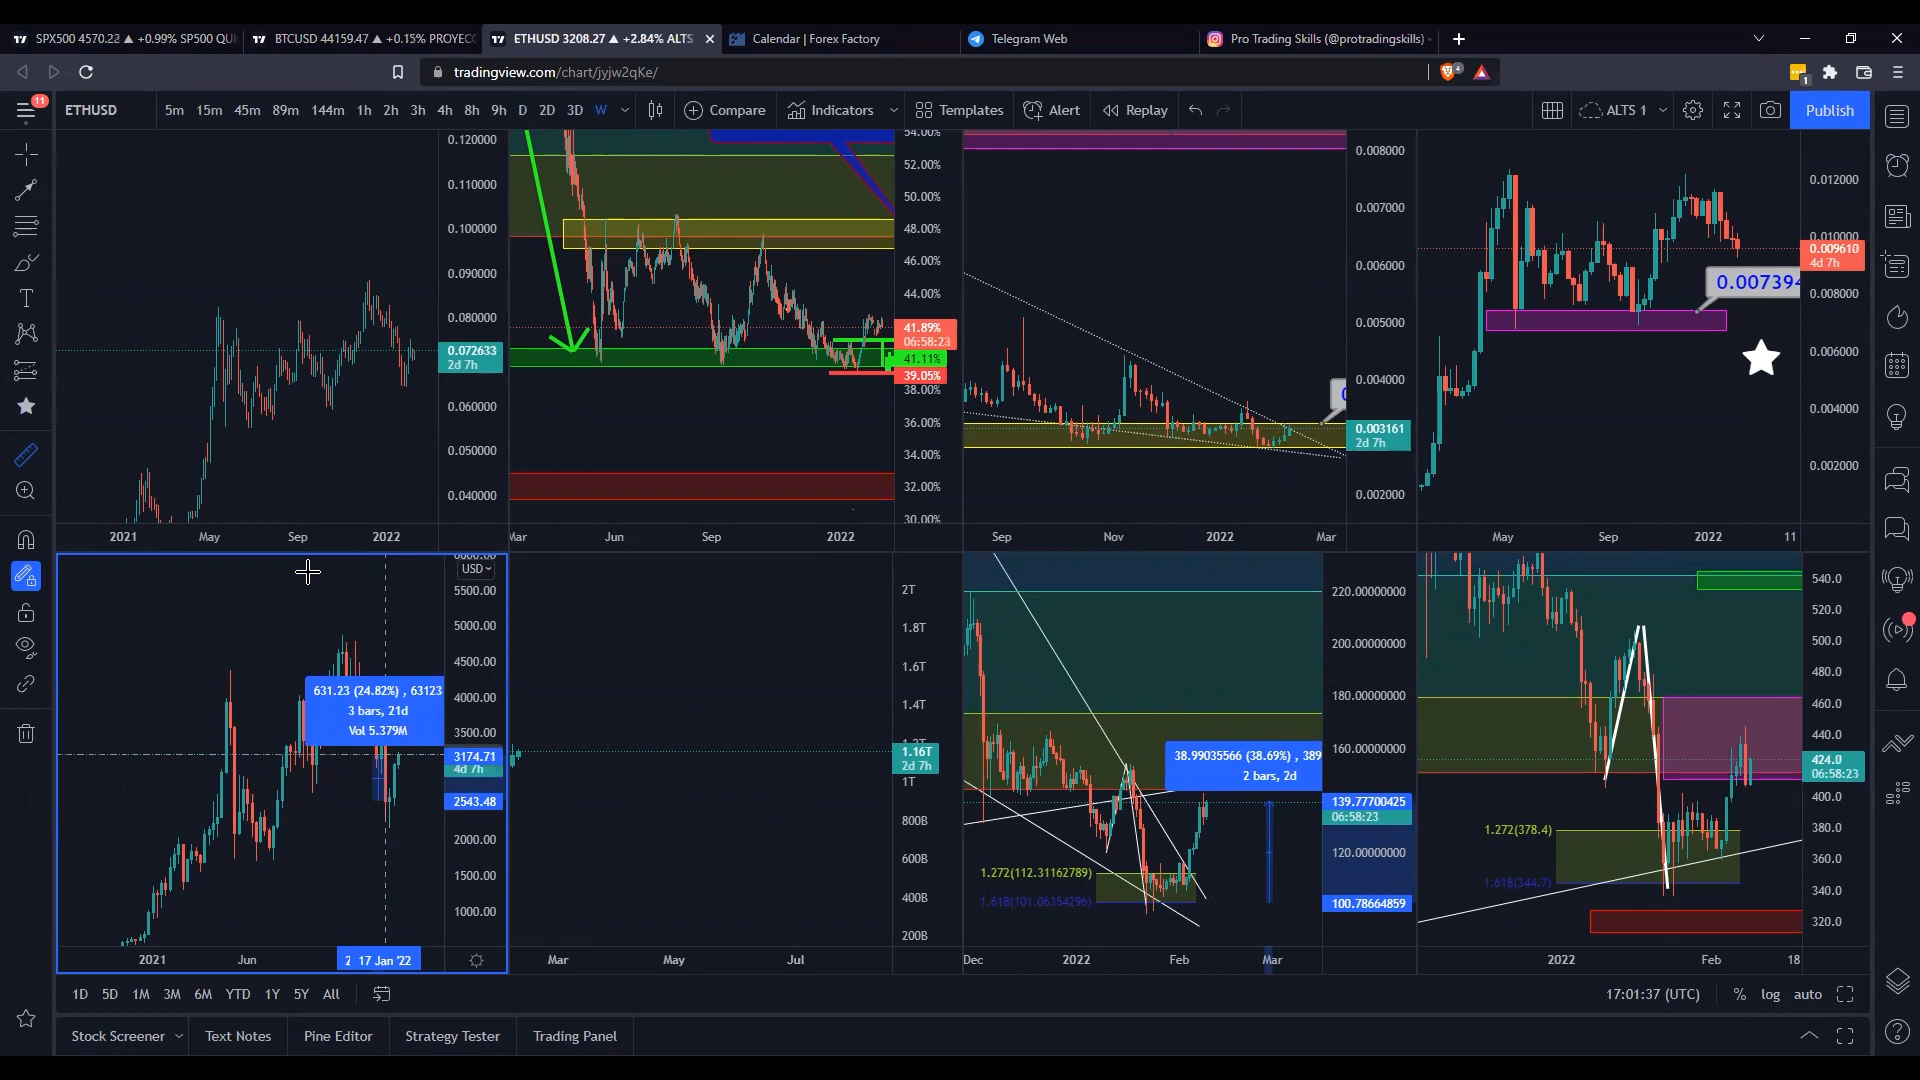 SPX500 4570.22 ▲ +0.99% SP500 QUI
BTCUSD 44159.47 ▲ +0.15% PROYEC
ETHUSD 3208.27 ▲ +2.84% ALTS
Calendar | Forex Factory
Telegram Web
Pro Trading Skills (@protradingskills)
tradingview.com/chart/jyjw2qKe/
4
1
11
ETHUSD 5m 15m 45m 89m 144m 1h 2h 3h 4h 8h 9h D 2D 3D W Compare Indicators Templates Alert Replay ALTS 1 Publish
0.120000
0.110000
0.100000
0.090000
0.080000
0.072633
2d 7h
0.060000
0.050000
0.040000
2021 May Sep 2022
54.00%
52.00%
50.00%
48.00%
46.00%
44.00%
41.89%
06:58:23
41.11%
39.05%
38.00%
36.00%
34.00%
32.00%
30.00%
Mar Jun Sep 2022
0.008000
0.007000
0.006000
0.005000
0.004000
0.003161
2d 7h
0.002000
Sep Nov 2022 Mar
0.012000
0.010000
0.009610
4d 7h
0.007394
0.008000
0.006000
0.004000
0.002000
May Sep 2022 11
USD
5500.00
5000.00
4500.00
4000.00
3500.00
631.23 (24.82%) , 63123
3 bars, 21d
Vol 5.379M
3174.71
4d 7h
2543.48
2000.00
1500.00
1000.00
2021 Jun 17 Jan '22
2T
1.8T
1.6T
1.4T
1.16T
2d 7h
1T
800B
600B
400B
200B
Mar May Jul
220.00000000
200.00000000
180.00000000
160.00000000
38.99035566 (38.69%) , 389
2 bars, 2d
139.77700425
06:58:23
120.00000000
1.272(112.31162789)
1.618(101.06354296)
100.78664859
Dec 2022 Feb Mar
540.0
520.0
500.0
480.0
460.0
440.0
424.0
06:58:23
400.0
380.0
1.272(378.4)
360.0
1.618(344.7)
340.0
320.0
2022 Feb 18
1D 5D 1M 3M 6M YTD 1Y 5Y All
17:01:37 (UTC) % log auto
Stock Screener Text Notes Pine Editor Strategy Tester Trading Panel